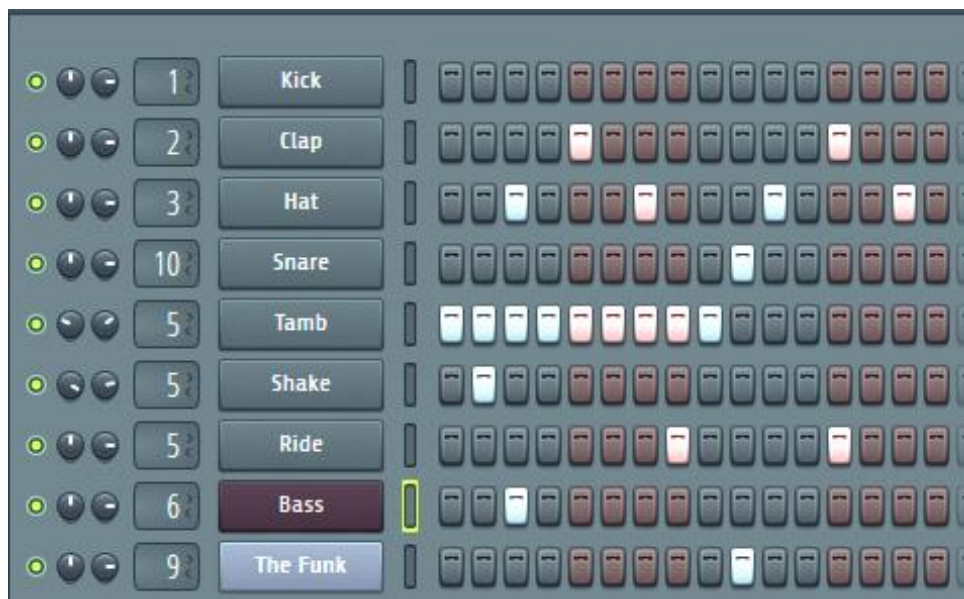 1 Kick
2 Clap
3 Hat
10 Snare
5 Tamb
5 Shake
5 Ride
6 Bass
9 The Funk